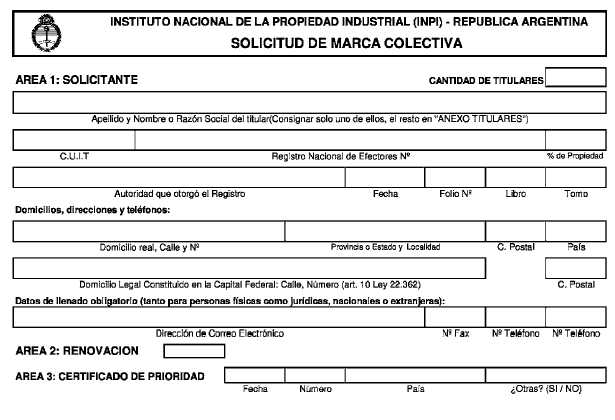 INSTITUTO NACIONAL DE LA PROPIEDAD INDUSTRIAL (INPI) - REPUBLICA ARGENTINA
SOLICITUD DE MARCA COLECTIVA
AREA 1: SOLICITANTE CANTIDAD DE TITULARES
Apellido y Nombre o Razón Social del titular(Consignar solo uno de ellos, el resto en "ANEXO TITULARES")
C.U.I.T Registro Nacional de Efectores Nº % de Propiedad
Autoridad que otorgó el Registro Fecha Folio Nº Libro Tomo
Domicilios, direcciones y teléfonos:
Domicilio real, Calle y Nº Provincia o Estado y Localidad C. Postal País
Domicilio Legal Constituido en la Capital Federal: Calle, Número (art. 10 Ley 22.362) C. Postal
Datos de llenado obligatorio (tanto para personas físicas como jurídicas, nacionales o extranjeras):
Dirección de Correo Electrónico Nº Fax Nº Teléfono Nº Teléfono
AREA 2: RENOVACION
AREA 3: CERTIFICADO DE PRIORIDAD
Fecha Número País ¿Otras? (SI / NO)